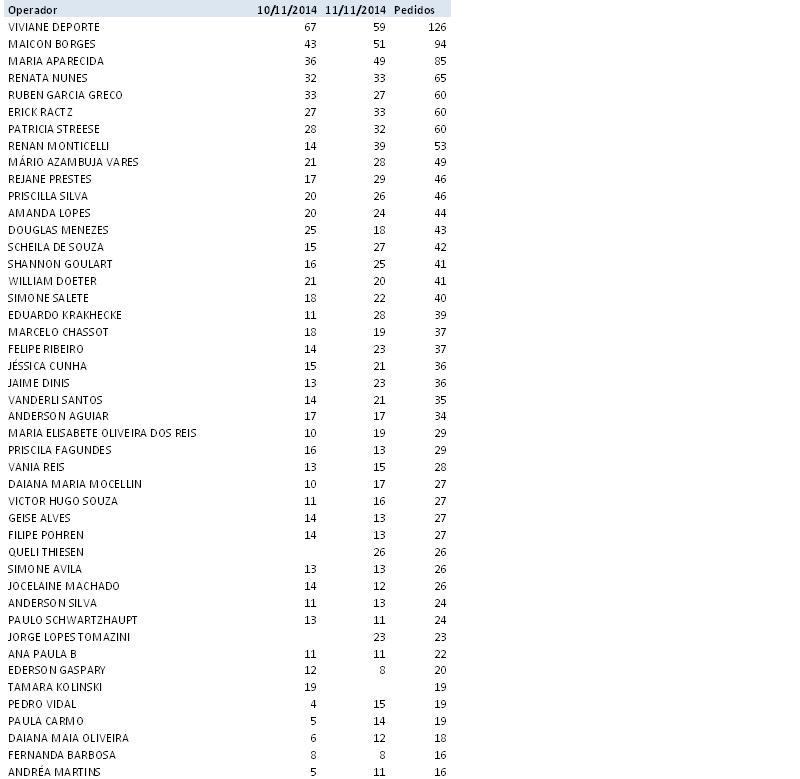 Operador 10/11/2014 11/11/2014 Pedidos
VIVIANE DEPORTE 67 59 126
MAICON BORGES 43 51 94
MARIA APARECIDA 36 49 85
RENATA NUNES 32 33 65
RUBEN GARCIA GRECO 33 27 60
ERICK RACTZ 27 33 60
PATRICIA STREESE 28 32 60
RENAN MONTICELLI 14 39 53
MÁRIO AZAMBUJA VARES 21 28 49
REJANE PRESTES 17 29 46
PRISCILLA SILVA 20 26 46
AMANDA LOPES 20 24 44
DOUGLAS MENEZES 25 18 43
SCHEILA DE SOUZA 15 27 42
SHANNON GOULART 16 25 41
WILLIAM DOETER 21 20 41
SIMONE SALETE 18 22 40
EDUARDO KRAKHECKE 11 28 39
MARCELO CHASSOT 18 19 37
FELIPE RIBEIRO 14 23 37
JÉSSICA CUNHA 15 21 36
JAIME DINIS 13 23 36
VANDERLI SANTOS 14 21 35
ANDERSON AGUIAR 17 17 34
MARIA ELISABETE OLIVEIRA DOS REIS 10 19 29
PRISCILA FAGUNDES 16 13 29
VANIA REIS 13 15 28
DAIANA MARIA MOCELLIN 10 17 27
VICTOR HUGO SOUZA 11 16 27
GEISE ALVES 14 13 27
FILIPE POHREN 14 13 27
QUELI THIESEN 26 26
SIMONE AVILA 13 13 26
JOCELAINE MACHADO 14 12 26
ANDERSON SILVA 11 13 24
PAULO SCHWARTZHAUPT 13 11 24
JORGE LOPES TOMAZINI 23 23
ANA PAULA B 11 11 22
EDERSON GASPARY 12 8 20
TAMARA KOLINSKI 19 19
PEDRO VIDAL 4 15 19
PAULA CARMO 5 14 19
DAIANA MAIA OLIVEIRA 6 12 18
FERNANDA BARBOSA 8 8 16
ANDRÉA MARTINS 5 11 16